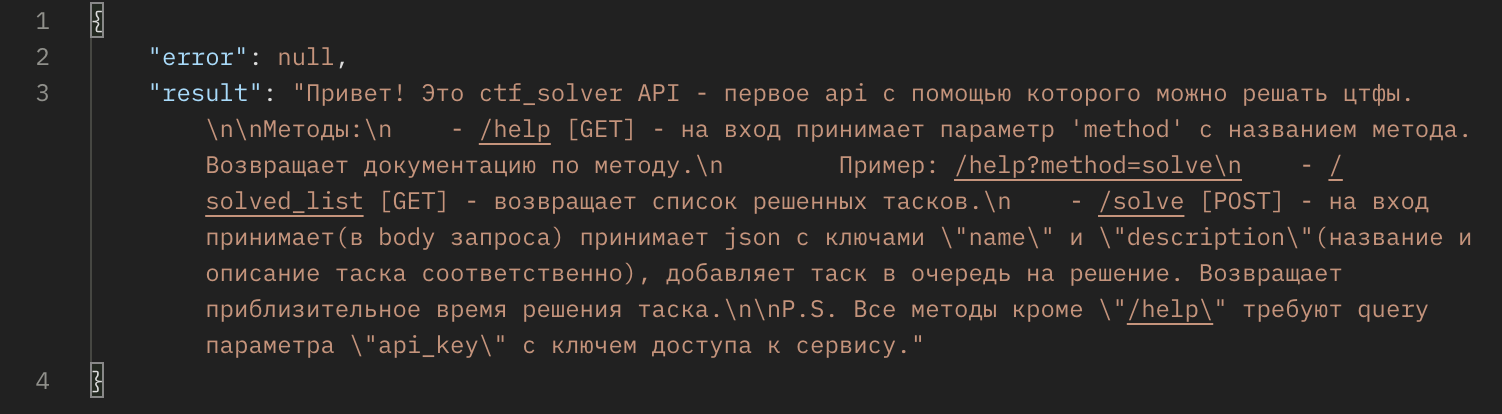 1 {
2 "error": null,
3 "result": "Привет! Это ctf_solver API - первое api с помощью которого можно решать цтфы.
\n\nМетоды:\n    - /help [GET] - на вход принимает параметр 'method' с названием метода.
Возвращает документацию по методу.\n        Пример: /help?method=solve\n    - /
solved_list [GET] - возвращает список решенных тасков.\n    - /solve [POST] - на вход
принимает(в body запроса) принимает json с ключами \"name\" и \"description\"(название и
описание таска соответственно), добавляет таск в очередь на решение. Возвращает
приблизительное время решения таска.\n\nP.S. Все методы кроме \"/help\" требуют query
параметра \"api_key\" с ключем доступа к сервису."
4 }